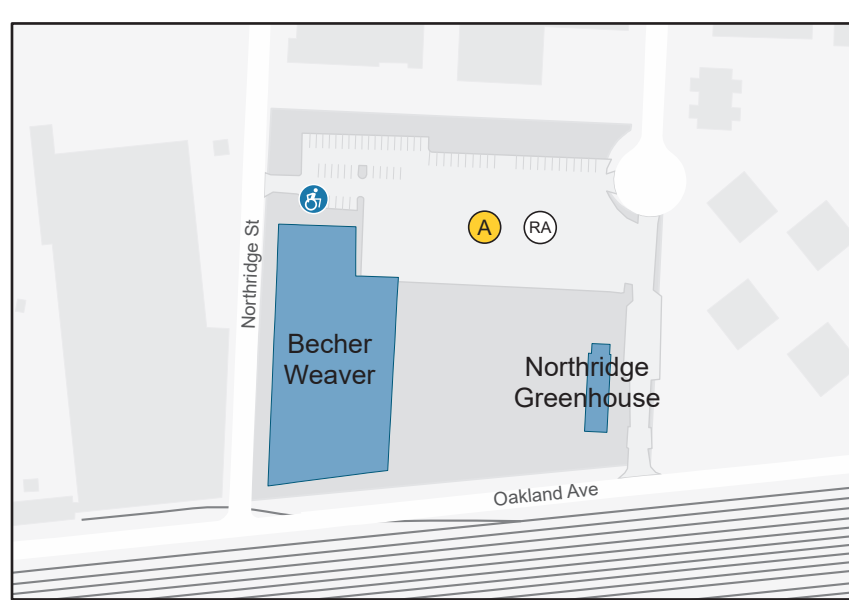 A
RA
Northridge St
Becher
Weaver
Northridge
Greenhouse
Oakland Ave